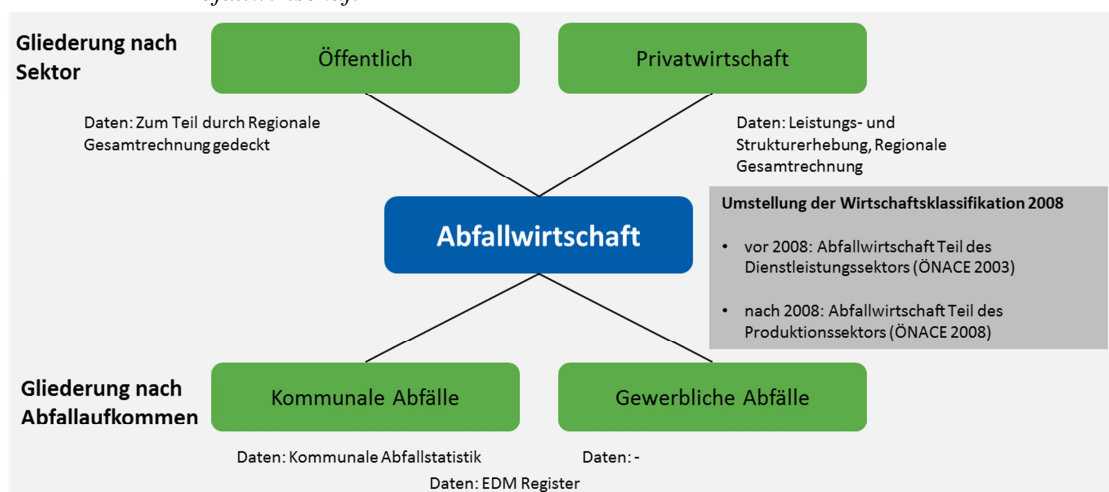 Gliederung nach
Sektor
Öffentlich
Privatwirtschaft
Daten: Zum Teil durch Regionale
Gesamtrechnung gedeckt
Daten: Leistungs- und
Strukturerhebung, Regionale
Gesamtrechnung
Abfallwirtschaft
Umstellung der Wirtschaftsklassifikation 2008
• vor 2008: Abfallwirtschaft Teil des
Dienstleistungssektors (ÖNACE 2003)
• nach 2008: Abfallwirtschaft Teil des
Produktionssektors (ÖNACE 2008)
Gliederung nach
Abfallaufkommen
Kommunale Abfälle
Gewerbliche Abfälle
Daten: Kommunale Abfallstatistik
Daten: -
Daten: EDM Register